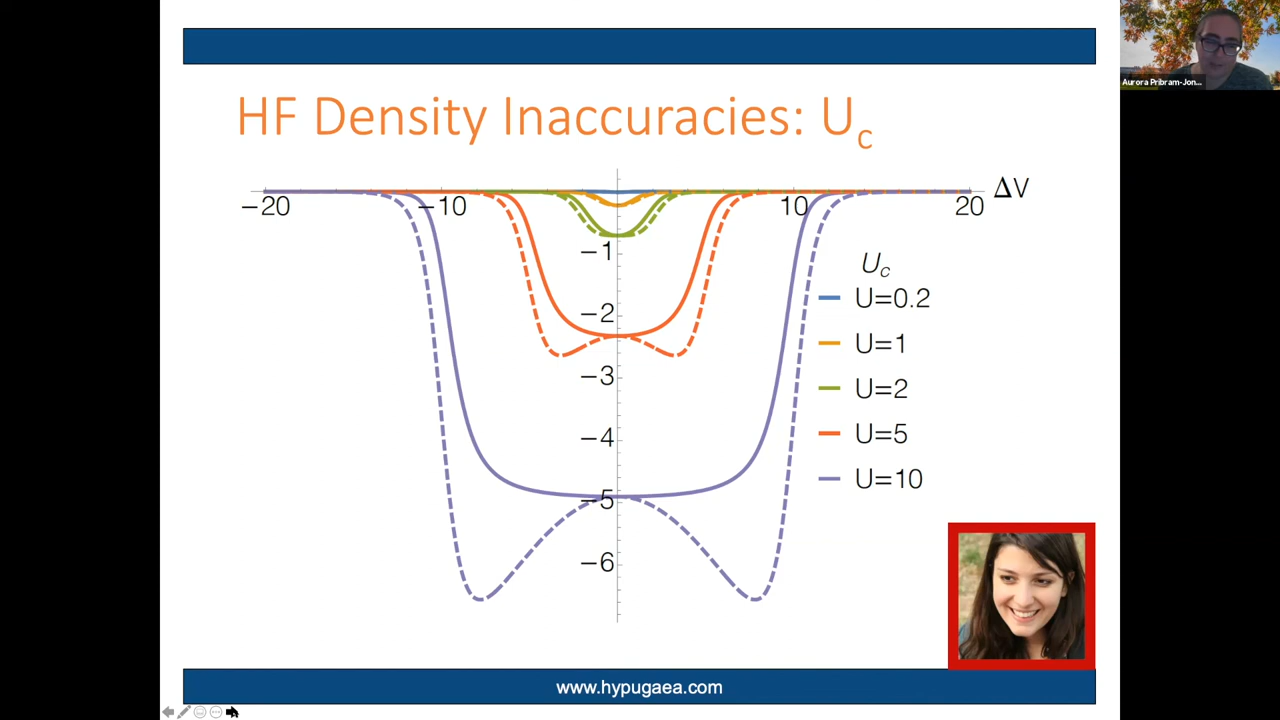 Aurora Pribram-Jon...
HF Density Inaccuracies: Uc
ΔV
−20
−10
10
20
−1
−2
−3
−4
−5
−6
Uc
U=0.2
U=1
U=2
U=5
U=10
www.hypugaea.com